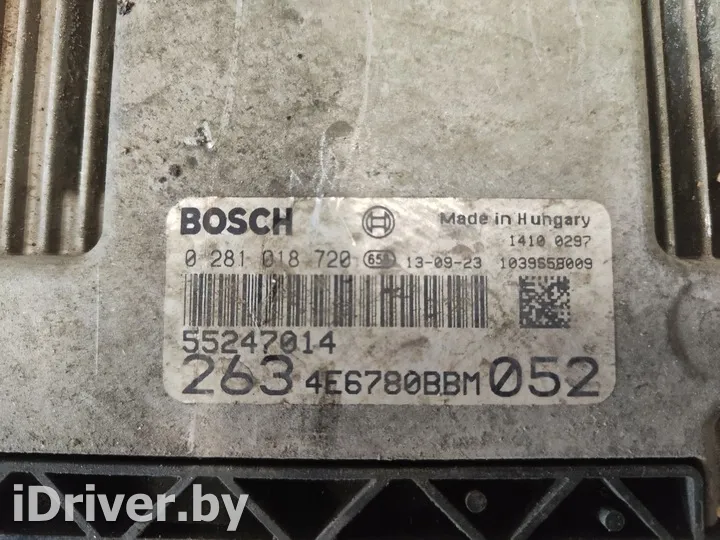 BOSCH
Made in Hungary
1410 0297
0 281 018 720 656 13-09-23 1039S58009
55247014
263 4E6780BBM 052
iDriver.by